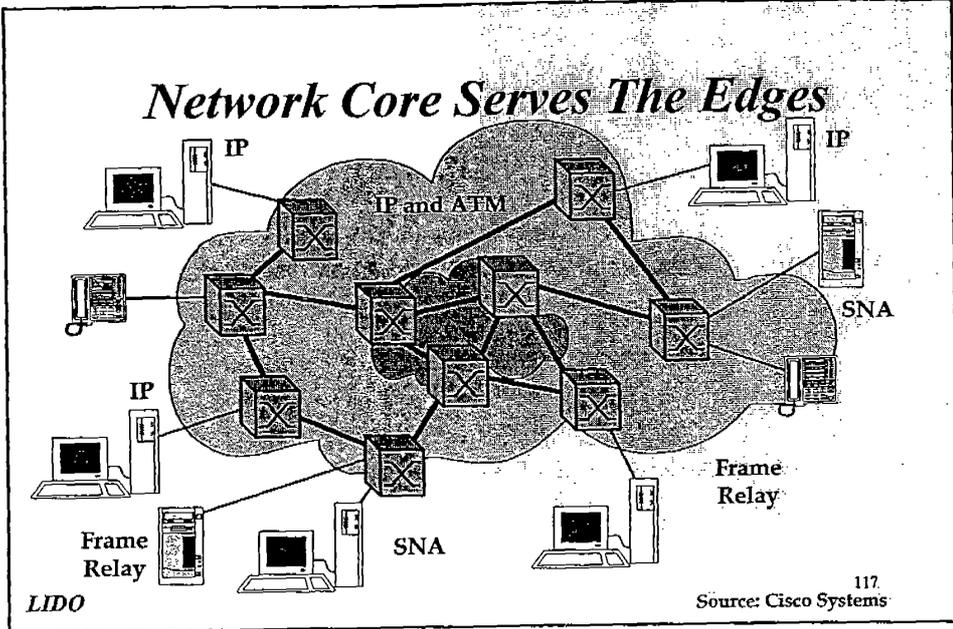 Network Core Serves The Edges
IP
IP
IP and ATM
SNA
IP
Frame
Relay
Frame
Relay
SNA
117
LIDO
Source: Cisco Systems